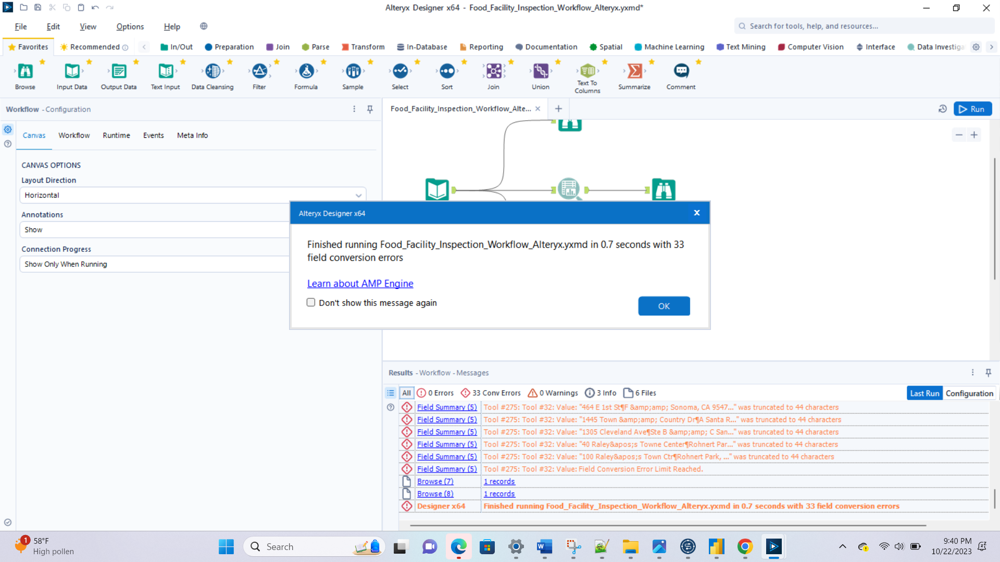 Alteryx Designer x64 - Food_Facility_Inspection_Workflow_Alteryx.yxmd*
File Edit View Options Help
Search for tools, help, and resources...
Favorites Recommended In/Out Preparation Join Parse Transform In-Database Reporting Documentation Spatial Machine Learning Text Mining Computer Vision Interface Data Investiga
Browse Input Data Output Data Text Input Data Cleansing Filter Formula Sample Select Sort Join Union Text To Columns Summarize Comment
Workflow - Configuration
Food_Facility_Inspection_Workflow_Alte...
Run
Canvas Workflow Runtime Events Meta Info
CANVAS OPTIONS
Layout Direction
Horizontal
Annotations
Show
Connection Progress
Show Only When Running
Alteryx Designer x64
Finished running Food_Facility_Inspection_Workflow_Alteryx.yxmd in 0.7 seconds with 33
field conversion errors
Learn about AMP Engine
Don't show this message again
OK
Results - Workflow - Messages
All 0 Errors 33 Conv Errors 0 Warnings 3 Info 6 Files Last Run Configuration
Field Summary (5) Tool #275: Tool #32: Value: "464 E 1st St¶F &amp;amp; Sonoma, CA 9547..." was truncated to 44 characters
Field Summary (5) Tool #275: Tool #32: Value: "1445 Town &amp;amp; Country Dr¶A Santa R..." was truncated to 44 characters
Field Summary (5) Tool #275: Tool #32: Value: "1305 Cleveland Ave¶Ste B &amp;amp; C San..." was truncated to 44 characters
Field Summary (5) Tool #275: Tool #32: Value: "40 Raley&apos;s Towne Center¶Rohnert Par..." was truncated to 44 characters
Field Summary (5) Tool #275: Tool #32: Value: "100 Raley&apos;s Town Ctr¶Rohnert Park, ..." was truncated to 44 characters
Field Summary (5) Tool #275: Tool #32: Value: Field Conversion Error Limit Reached.
Browse (7) 1 records
Browse (8) 1 records
Designer x64 Finished running Food_Facility_Inspection_Workflow_Alteryx.yxmd in 0.7 seconds with 33 field conversion errors
1
58°F
High pollen
Search
9:40 PM
10/22/2023